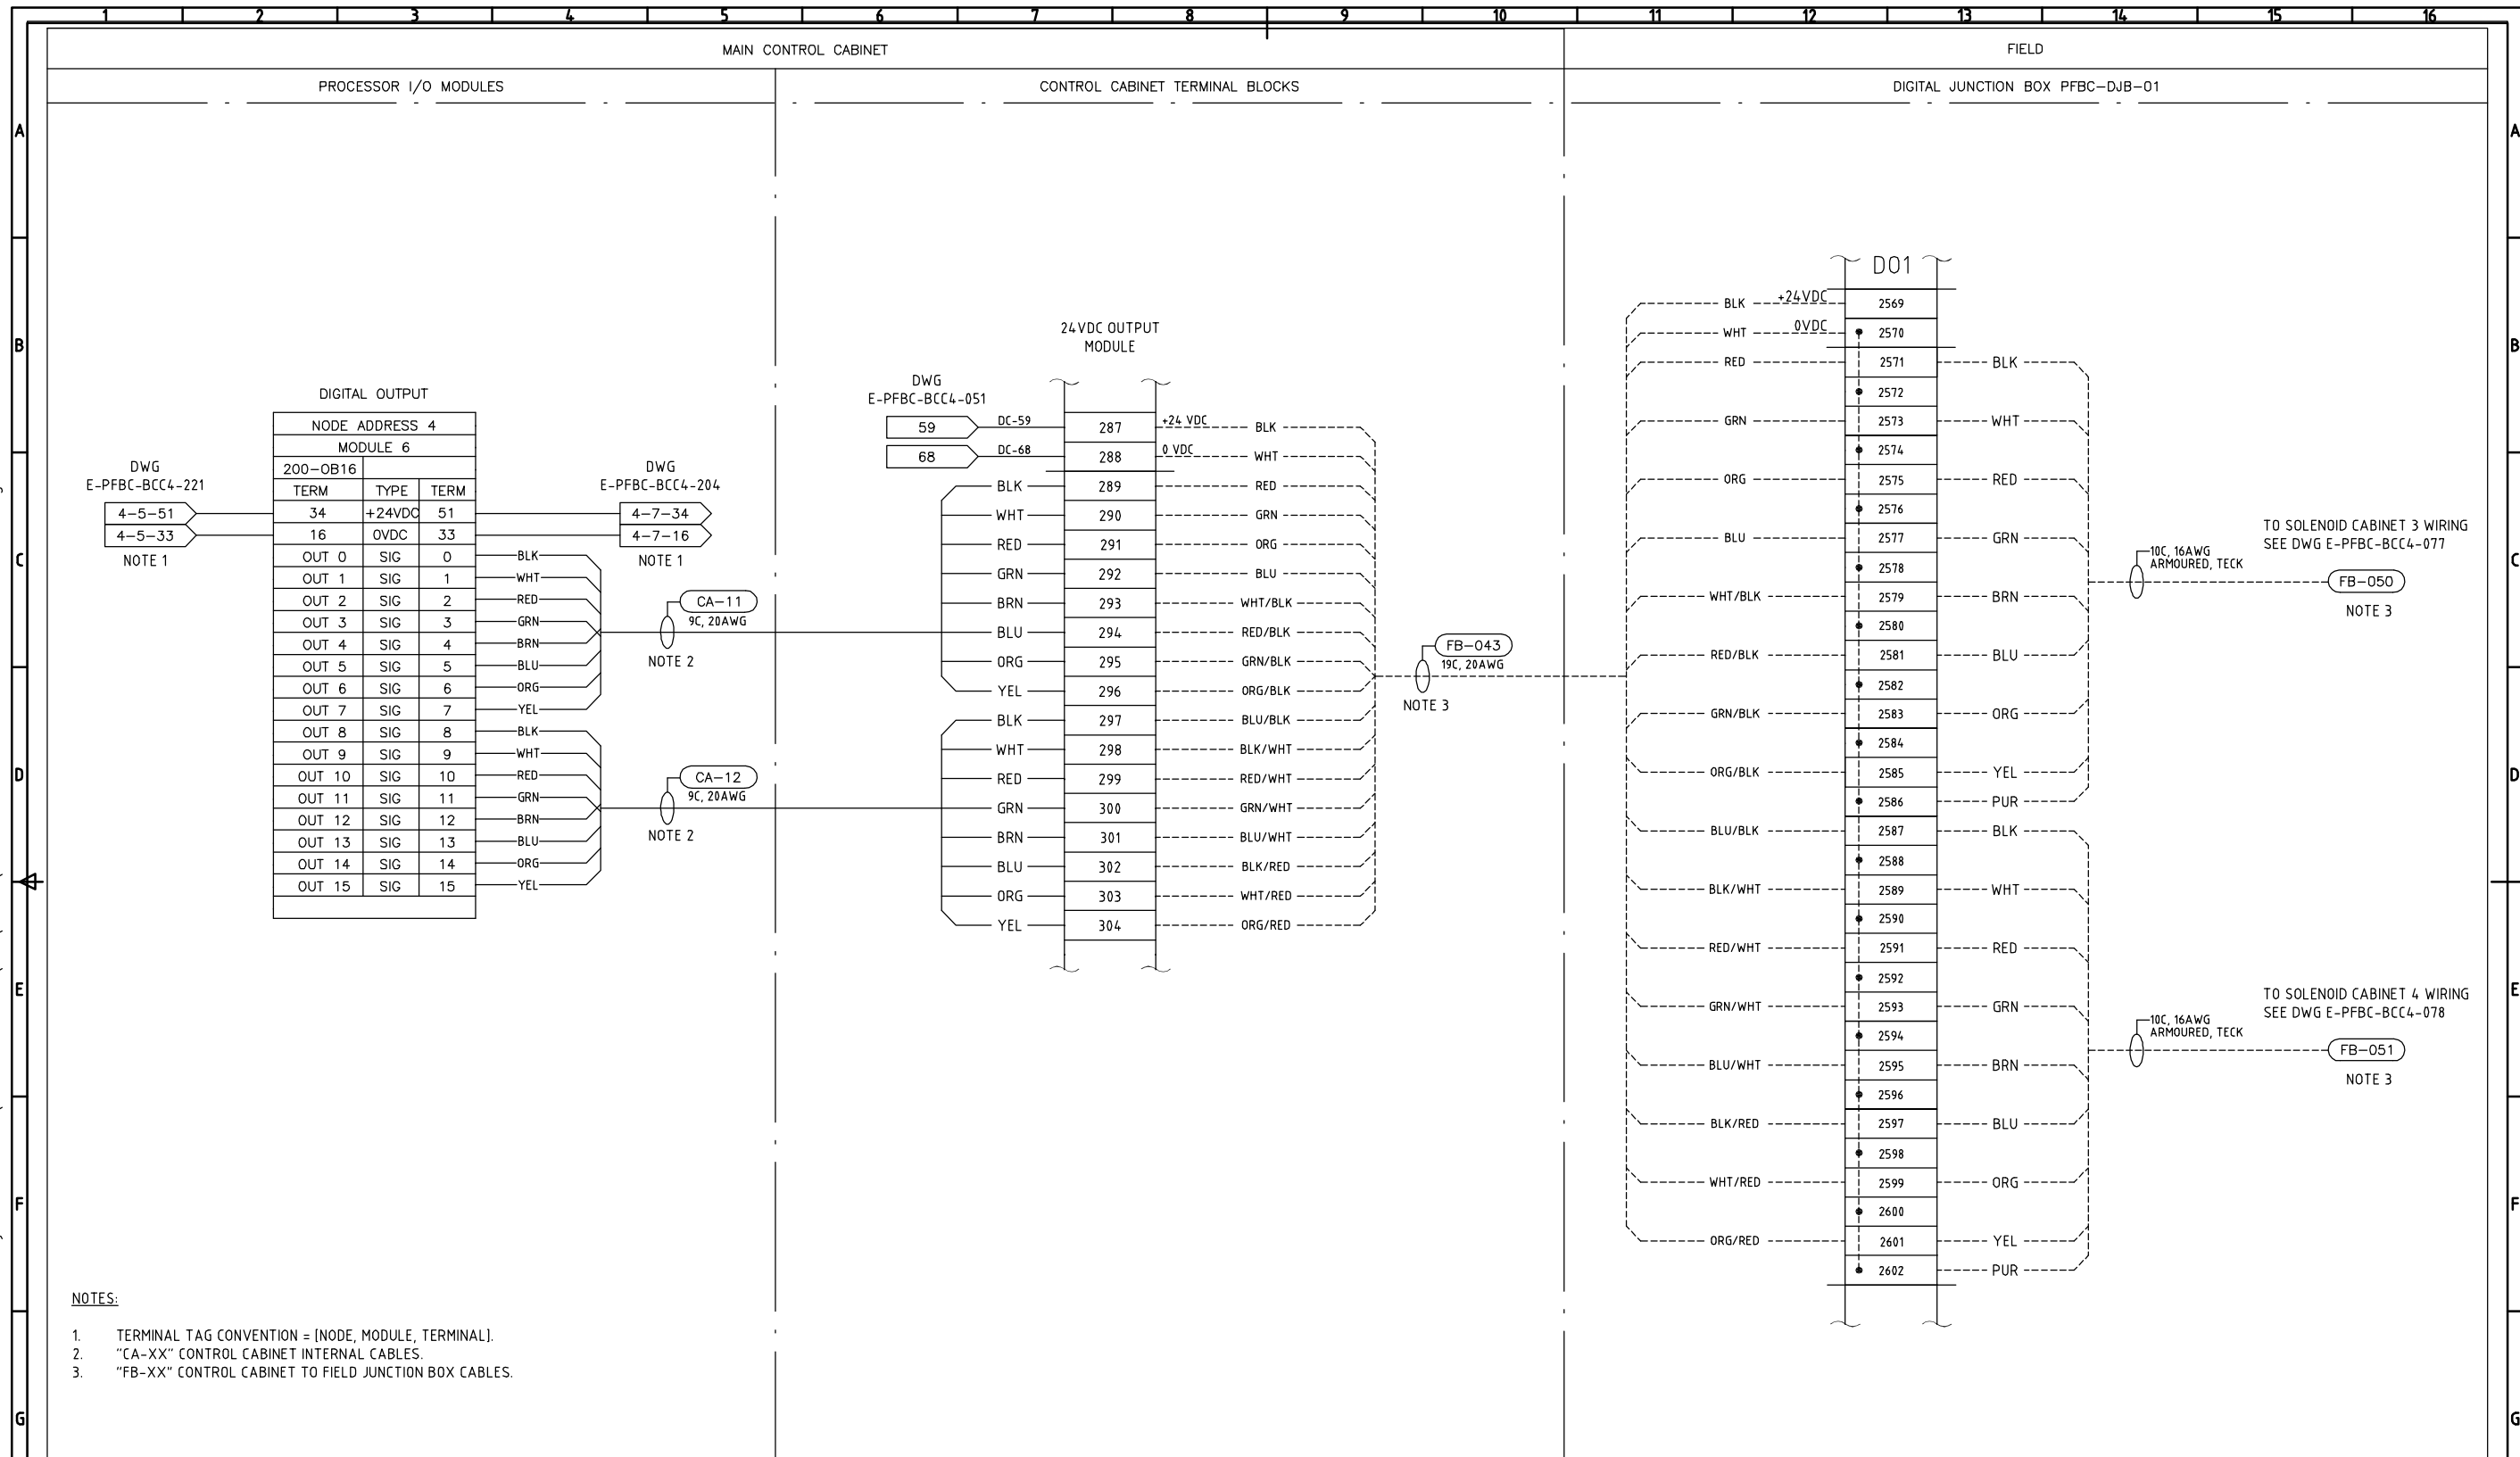 1 2 3 4 5 6 7 8 9 10 11 12 13 14 15 16
MAIN CONTROL CABINET
FIELD
PROCESSOR I/O MODULES
CONTROL CABINET TERMINAL BLOCKS
DIGITAL JUNCTION BOX PFBC-DJB-01
A A
B B
C C
D D
E E
F F
G G
DIGITAL OUTPUT
NODE ADDRESS 4
MODULE 6
200-OB16
TERM TYPE TERM
34 +24VDC 51
16 0VDC 33
OUT 0 SIG 0 BLK
OUT 1 SIG 1 WHT
OUT 2 SIG 2 RED
OUT 3 SIG 3 GRN
OUT 4 SIG 4 BRN
OUT 5 SIG 5 BLU
OUT 6 SIG 6 ORG
OUT 7 SIG 7 YEL
OUT 8 SIG 8 BLK
OUT 9 SIG 9 WHT
OUT 10 SIG 10 RED
OUT 11 SIG 11 GRN
OUT 12 SIG 12 BRN
OUT 13 SIG 13 BLU
OUT 14 SIG 14 ORG
OUT 15 SIG 15 YEL
DWG
E-PFBC-BCC4-221
4-5-51
4-5-33
NOTE 1
DWG
E-PFBC-BCC4-204
4-7-34
4-7-16
NOTE 1
CA-11
9C, 20AWG
NOTE 2
CA-12
9C, 20AWG
NOTE 2
24VDC OUTPUT
MODULE
DWG
E-PFBC-BCC4-051
59 DC-59 287 +24 VDC BLK
68 DC-68 288 0 VDC WHT
BLK 289 RED
WHT 290 GRN
RED 291 ORG
GRN 292 BLU
BRN 293 WHT/BLK
BLU 294 RED/BLK
ORG 295 GRN/BLK
YEL 296 ORG/BLK
BLK 297 BLU/BLK
WHT 298 BLK/WHT
RED 299 RED/WHT
GRN 300 GRN/WHT
BRN 301 BLU/WHT
BLU 302 BLK/RED
ORG 303 WHT/RED
YEL 304 ORG/RED
FB-043
19C, 20AWG
NOTE 3
DO1
BLK +24VDC 2569
WHT 0VDC 2570
RED 2571 BLK
2572
GRN 2573 WHT
2574
ORG 2575 RED
2576
BLU 2577 GRN
2578
WHT/BLK 2579 BRN
2580
RED/BLK 2581 BLU
2582
GRN/BLK 2583 ORG
2584
ORG/BLK 2585 YEL
2586 PUR
BLU/BLK 2587 BLK
2588
BLK/WHT 2589 WHT
2590
RED/WHT 2591 RED
2592
GRN/WHT 2593 GRN
2594
BLU/WHT 2595 BRN
2596
BLK/RED 2597 BLU
2598
WHT/RED 2599 ORG
2600
ORG/RED 2601 YEL
2602 PUR
10C, 16AWG
ARMOURED, TECK
TO SOLENOID CABINET 3 WIRING
SEE DWG E-PFBC-BCC4-077
FB-050
NOTE 3
10C, 16AWG
ARMOURED, TECK
TO SOLENOID CABINET 4 WIRING
SEE DWG E-PFBC-BCC4-078
FB-051
NOTE 3
NOTES:
1. TERMINAL TAG CONVENTION = [NODE, MODULE, TERMINAL].
2. "CA-XX" CONTROL CABINET INTERNAL CABLES.
3. "FB-XX" CONTROL CABINET TO FIELD JUNCTION BOX CABLES.